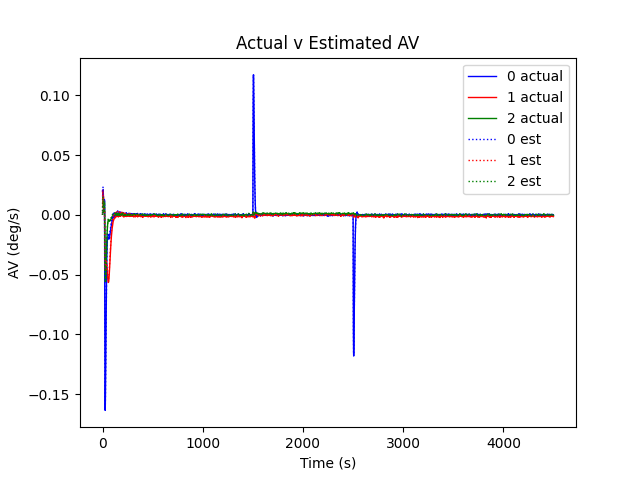 Actual v Estimated AV
0 actual
1 actual
2 actual
0 est
1 est
2 est
0.10
0.05
0.00
−0.05
−0.10
−0.15
AV (deg/s)
0 1000 2000 3000 4000
Time (s)